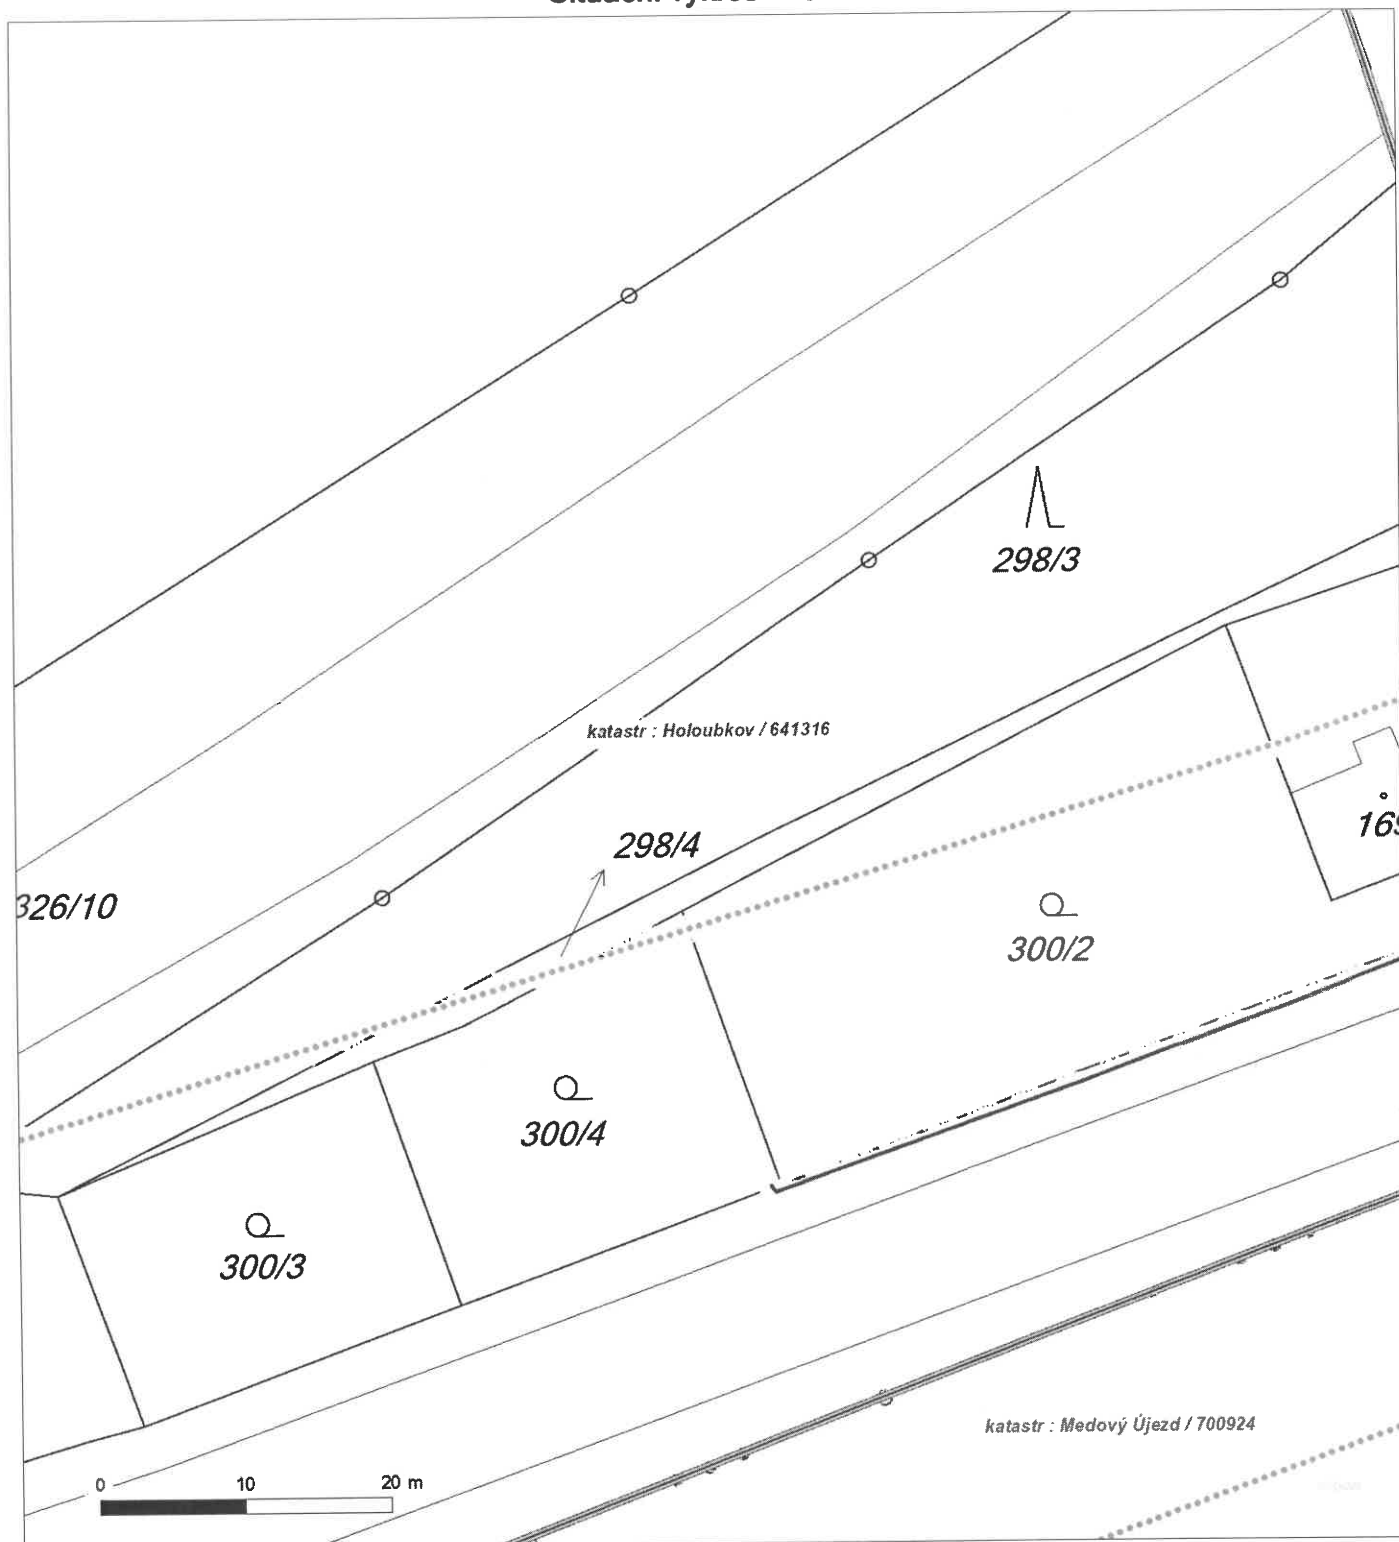 298/3
katastr : Holoubkov / 641316
298/4
326/10
300/2
300/4
300/3
katastr : Medový Újezd / 700924
0 10 20 m